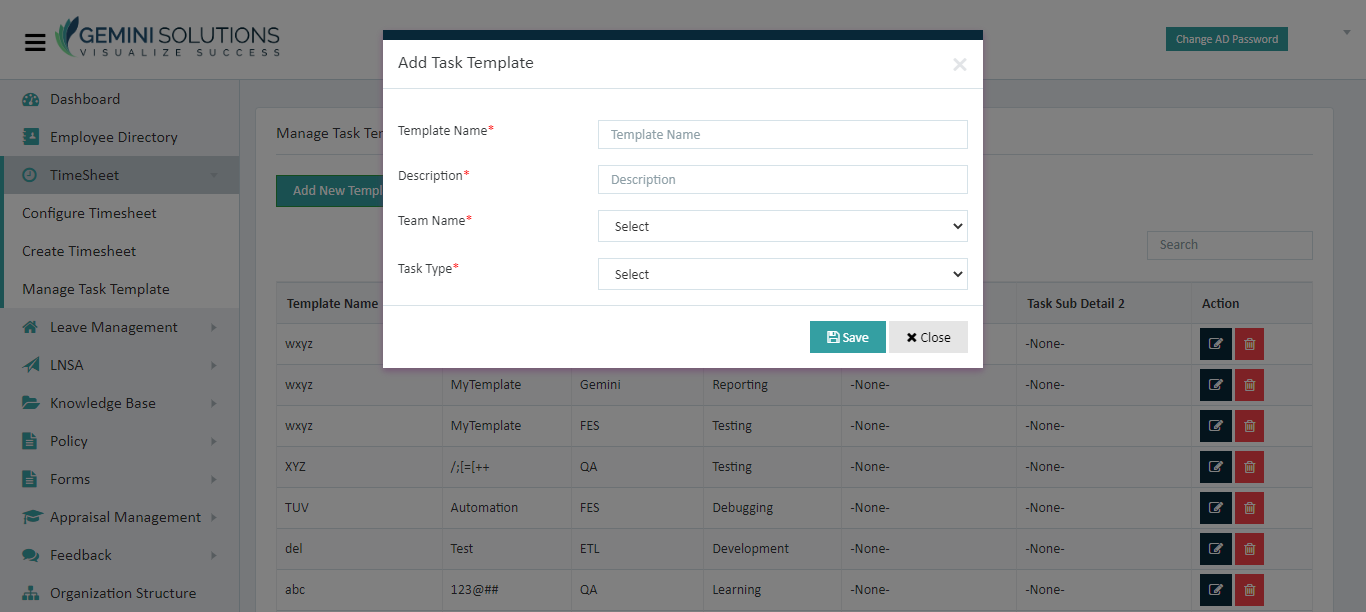 GEMINI SOLUTIONS
VISUALIZE SUCCESS
Change AD Password
Dashboard
Employee Directory
TimeSheet
Configure Timesheet
Create Timesheet
Manage Task Template
Leave Management
LNSA
Knowledge Base
Policy
Forms
Appraisal Management
Feedback
Organization Structure
Manage Task Ter
Add New Templ
Search
Add Task Template
×
Template Name*
Template Name
Description*
Description
Team Name*
Select
Task Type*
Select
Save
Close
Template Name Task Sub Detail 2 Action
wxyz -None-
wxyz MyTemplate Gemini Reporting -None- -None-
wxyz MyTemplate FES Testing -None- -None-
XYZ /;[=[++ QA Testing -None- -None-
TUV Automation FES Debugging -None- -None-
del Test ETL Development -None- -None-
abc 123@## QA Learning -None- -None-